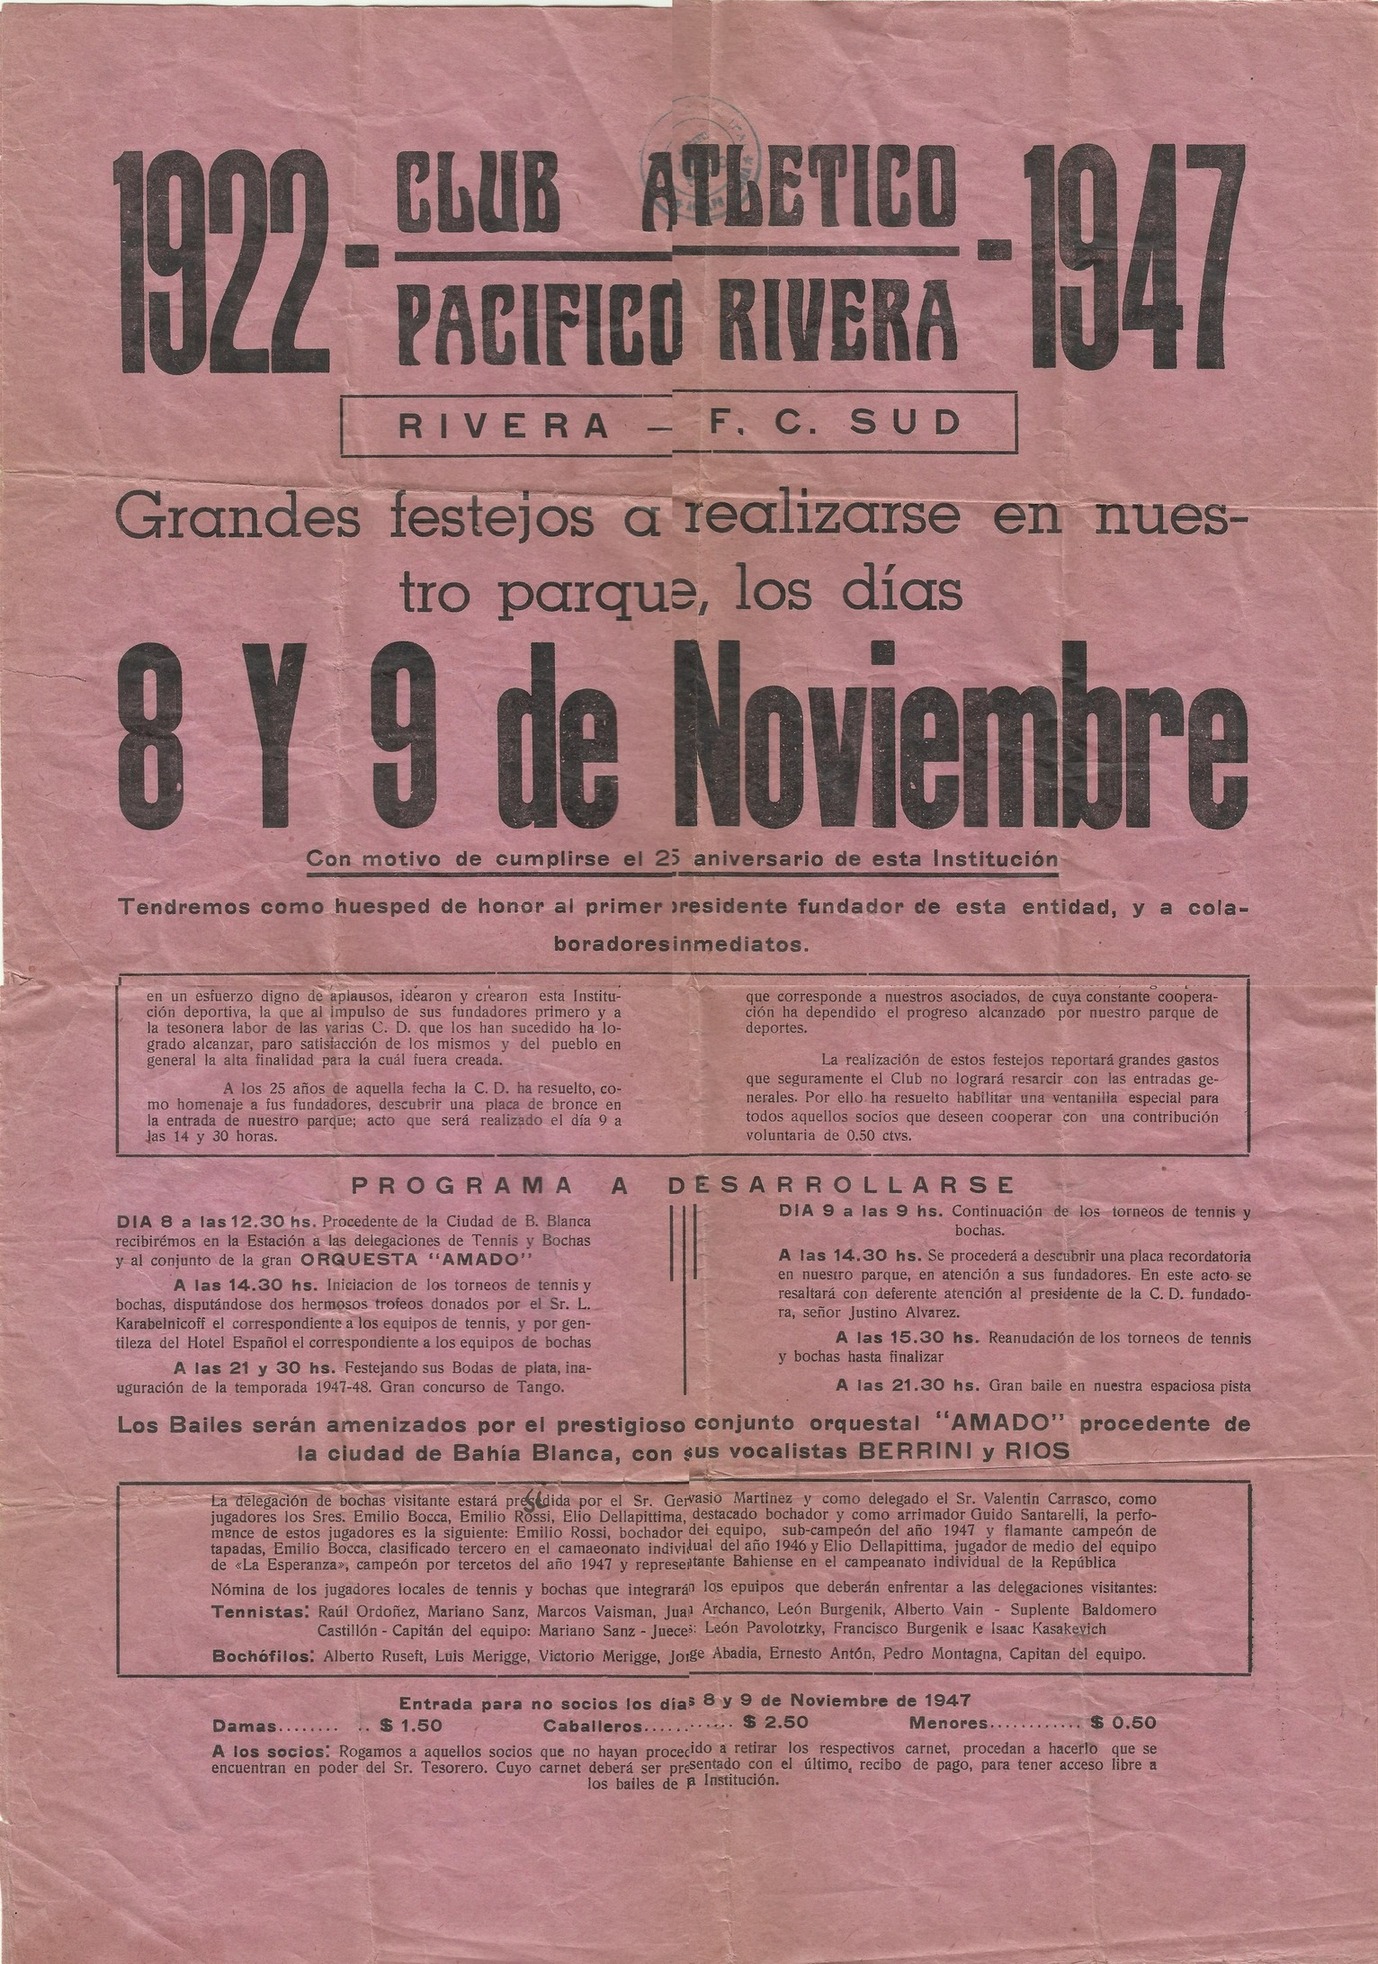 1922 - CLUB ATLETICO - 1947
PACIFICO RIVERA
RIVERA — F. C. SUD
Grandes festejos a realizarse en nues-
tro parque, los días
8 Y 9 de Noviembre
Con motivo de cumplirse el 25 aniversario de esta Institución
Tendremos como huesped de honor al primer presidente fundador de esta entidad, y a cola-
boradores inmediatos.
en un esfuerzo digno de aplausos, idearon y crearon esta Institu-
ción deportiva, la que al impulso de sus fundadores primero y a
la tesonera labor de las varias C. D. que los han sucedido ha lo-
grado alcanzar, paro satisfacción de los mismos y del pueblo en
general la alta finalidad para la cuál fuera creada.
A los 25 años de aquella fecha la C. D. ha resuelto, co-
mo homenaje a fus fundadores, descubrir una placa de bronce en
la entrada de nuestro parque; acto que será realizado el día 9 a
las 14 y 30 horas.
que corresponde a nuestros asociados, de cuya constante coopera-
ción ha dependido el progreso alcanzado por nuestro parque de
deportes.
La realización de estos festejos reportará grandes gastos
que seguramente el Club no logrará resarcir con las entradas ge-
nerales. Por ello ha resuelto habilitar una ventanilla especial para
todos aquellos socios que deseen cooperar con una contribución
voluntaria de 0.50 ctvs.
PROGRAMA A DESARROLLARSE
DIA 8 a las 12.30 hs. Procedente de la Ciudad de B. Blanca
recibirémos en la Estación a las delegaciones de Tennis y Bochas
y al conjunto de la gran ORQUESTA "AMADO"
A las 14.30 hs. Iniciacion de los torneos de tennis y
bochas, disputándose dos hermosos trofeos donados por el Sr. L.
Karabelnicoff el correspondiente a los equipos de tennis, y por gen-
tileza del Hotel Español el correspondiente a los equipos de bochas
A las 21 y 30 hs. Festejando sus Bodas de plata, ina-
uguración de la temporada 1947-48. Gran concurso de Tango.
DIA 9 a las 9 hs. Continuación de los torneos de tennis y
bochas.
A las 14.30 hs. Se procederá a descubrir una placa recordatoria
en nuestro parque, en atención a sus fundadores. En este acto se
resaltará con deferente atención al presidente de la C. D. fundado-
ra, señor Justino Alvarez.
A las 15.30 hs. Reanudación de los torneos de tennis
y bochas hasta finalizar
A las 21.30 hs. Gran baile en nuestra espaciosa pista
Los Bailes serán amenizados por el prestigioso conjunto orquestal "AMADO" procedente de
la ciudad de Bahía Blanca, con sus vocalistas BERRINI y RIOS
La delegación de bochas visitante estará presidida por el Sr. Gervasio Martinez y como delegado el Sr. Valentin Carrasco, como
jugadores los Sres. Emilio Bocca, Emilio Rossi, Elio Dellapittima, destacado bochador y como arrimador Guido Santarelli, la perfo-
mence de estos jugadores es la siguiente: Emilio Rossi, bochador del equipo, sub-campeón del año 1947 y flamante campeón de
tapadas, Emilio Bocca, clasificado tercero en el camaeonato individual del año 1946 y Elio Dellapittima, jugador de medio del equipo
de «La Esperanza», campeón por tercetos del año 1947 y representante Bahiense en el campeanato individual de la República
Nómina de los jugadores locales de tennis y bochas que integrarán los epuipos que deberán enfrentar a las delegaciones visitantes:
Tennistas: Raúl Ordoñez, Mariano Sanz, Marcos Vaisman, Juan Archanco, León Burgenik, Alberto Vain - Suplente Baldomero
Castillón - Capitán del equipo: Mariano Sanz - Jueces: León Pavolotzky, Francisco Burgenik e Isaac Kasakevich
Bochófilos: Alberto Ruseft, Luis Merigge, Victorio Merigge, Jorge Abadia, Ernesto Antón, Pedro Montagna, Capitan del equipo.
Entrada para no socios los días 8 y 9 de Noviembre de 1947
Damas........ .. $ 1.50 Caballeros............ $ 2.50 Menores............ $ 0.50
A los socios: Rogamos a aquellos socios que no hayan procedido a retirar los respectivos carnet, procedan a hacerlo que se
encuentran en poder del Sr. Tesorero. Cuyo carnet deberá ser presentado con el último, recibo de pago, para tener acceso libre a
los bailes de Institución.